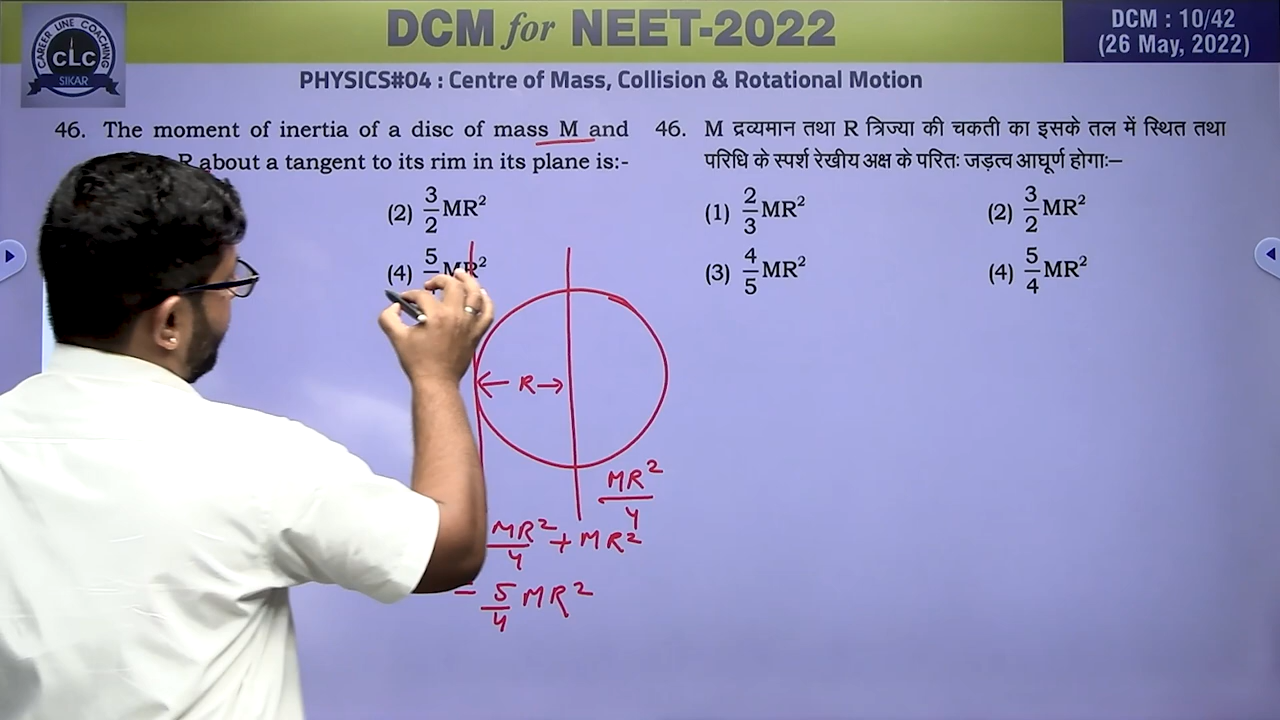 DCM for NEET-2022
DCM : 10/42
(26 May, 2022)
CAREER LINE COACHING
CLC
SIKAR
PHYSICS#04 : Centre of Mass, Collision & Rotational Motion
46. The moment of inertia of a disc of mass M and
R about a tangent to its rim in its plane is:-
(2) 3/2 MR²
(4) 5 MR²
46. M द्रव्यमान तथा R त्रिज्या की चकती का इसके तल में स्थित तथा
परिधि के स्पर्श रेखीय अक्ष के परितः जड़त्व आघूर्ण होगाः–
(1) 2/3 MR² (2) 3/2 MR²
(3) 4/5 MR² (4) 5/4 MR²
R
MR²/4
MR²/4 + MR²
= 5/4 MR²